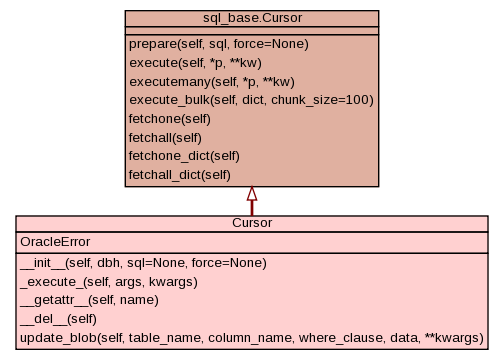 sql_base.Cursor
prepare(self, sql, force=None)
execute(self, *p, **kw)
executemany(self, *p, **kw)
execute_bulk(self, dict, chunk_size=100)
fetchone(self)
fetchall(self)
fetchone_dict(self)
fetchall_dict(self)
Cursor
OracleError
__init__(self, dbh, sql=None, force=None)
_execute_(self, args, kwargs)
__getattr__(self, name)
__del__(self)
update_blob(self, table_name, column_name, where_clause, data, **kwargs)